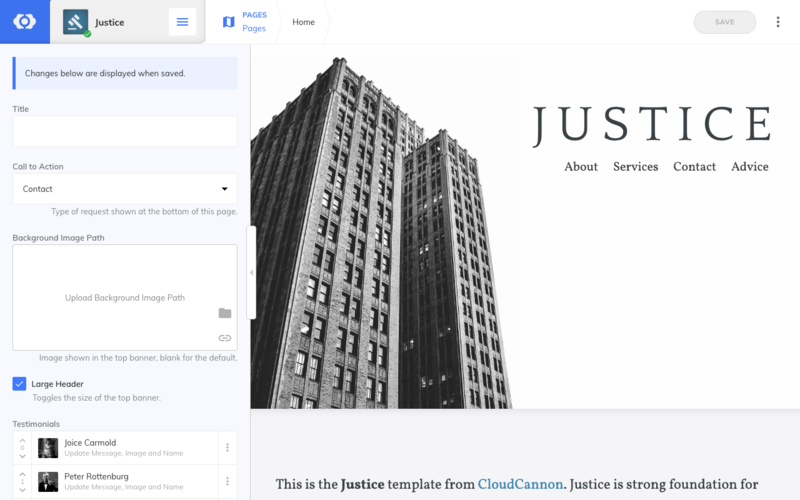 Justice
PAGES
Pages
Home
SAVE
Changes below are displayed when saved.
Title
Call to Action
Contact
Type of request shown at the bottom of this page.
Background Image Path
Upload Background Image Path
Image shown in the top banner, blank for the default.
Large Header
Toggles the size of the top banner.
Testimonials
0
Joice Carmold
Update Message, Image and Name
1
Peter Rottenburg
Update Message, Image and Name
JUSTICE
About Services Contact Advice
This is the Justice template from CloudCannon. Justice is strong foundation for